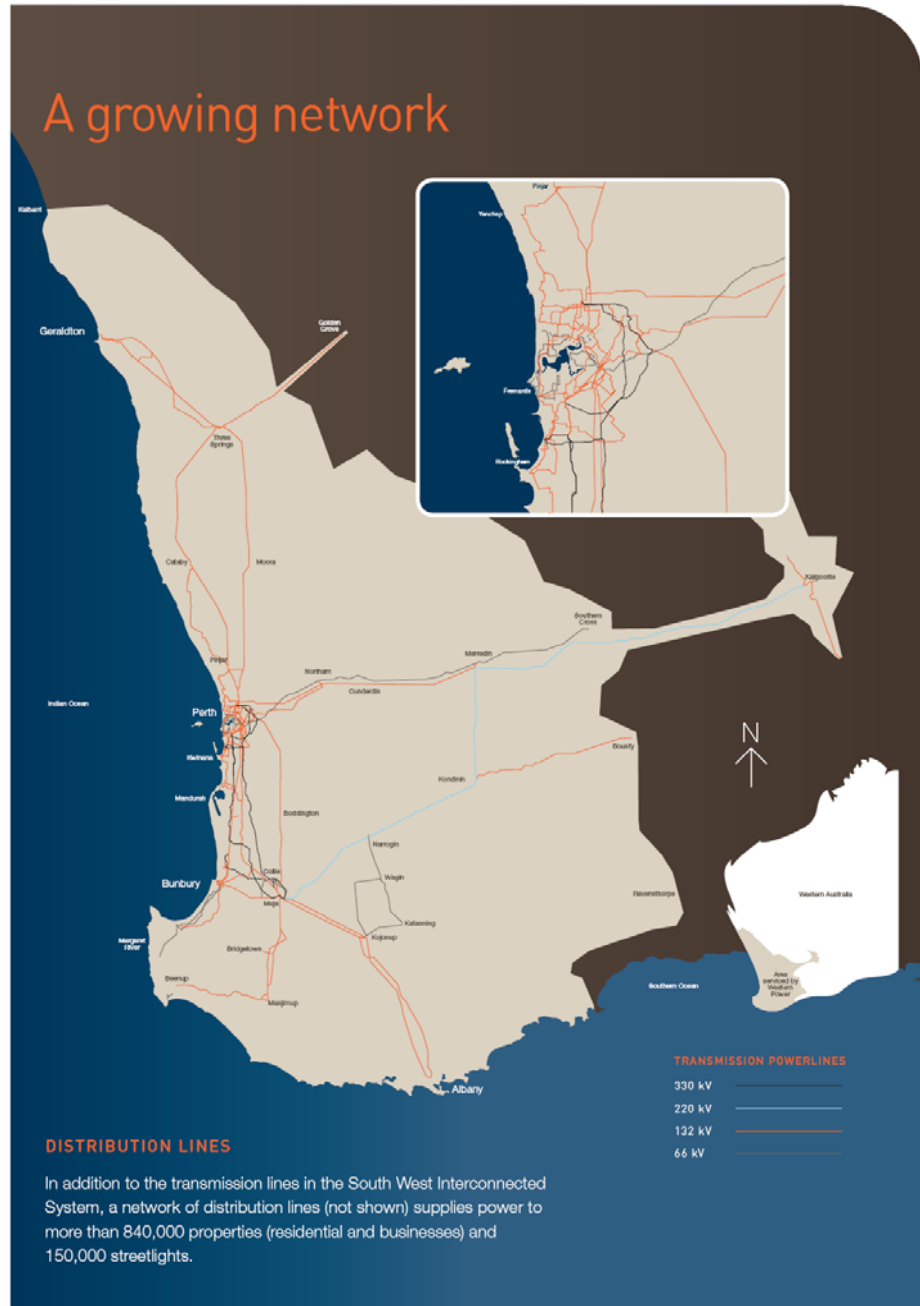 A growing network
Pinjar
Yanchep
Fremantle
Rockingham
Kalbarri
Geraldton
Golden
Grove
Three
Springs
Cataby
Moora
Kalgoorlie
Southern
Cross
Merredin
Pinjar
Northam
Cunderdin
Indian Ocean
Perth
N
Kwinana
Bounty
Kondinin
Mandurah
Boddington
Narrogin
Collie
Wagin
Bunbury
Muja
Ravensthorpe
Western Australia
Katanning
Margaret
River
Kojonup
Bridgetown
Beenup
Manjimup
Southern Ocean
Area
serviced by
Western
Power
Albany
TRANSMISSION POWERLINES
330 kV
220 kV
132 kV
66 kV
DISTRIBUTION LINES
In addition to the transmission lines in the South West Interconnected
System, a network of distribution lines (not shown) supplies power to
more than 840,000 properties (residential and businesses) and
150,000 streetlights.